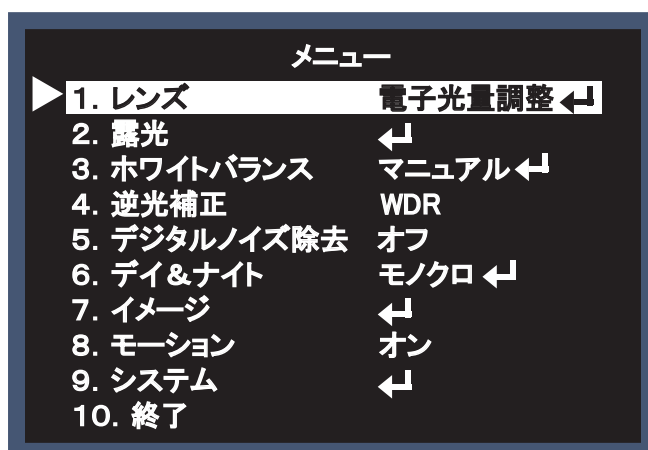 メニュー
1. レンズ 電子光量調整
2. 露光
3. ホワイトバランス マニュアル
4. 逆光補正 WDR
5. デジタルノイズ除去 オフ
6. デイ&ナイト モノクロ
7. イメージ
8. モーション オン
9. システム
10. 終了